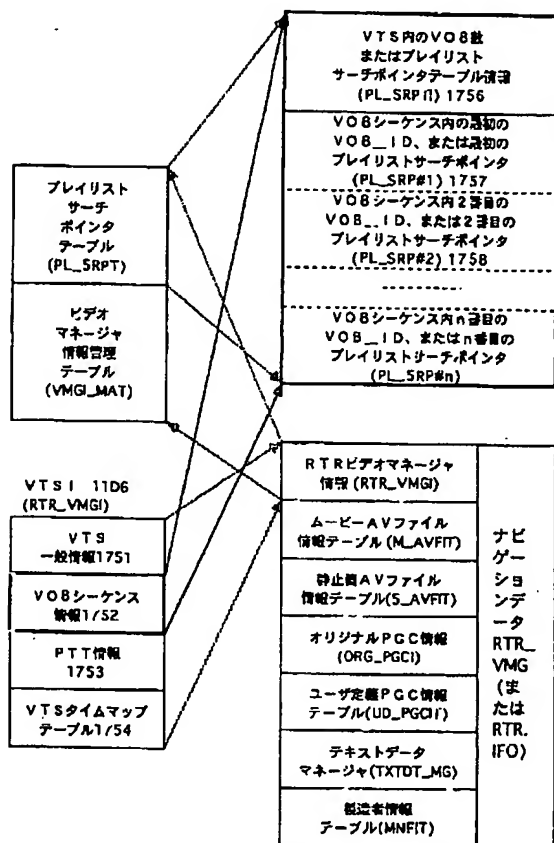 VTS内のVOB数
またはプレイリスト
サーチポインタテーブル情報
(PL_SRPTI) 1756
VOBシーケンス内の最初の
VOB__ID、または最初の
プレイリストサーチポインタ
(PL_SRP#1) 1757
VOBシーケンス内2番目の
VOB__ID、または2番目の
プレイリストサーチポインタ
(PL_SRP#2) 1758
VOBシーケンス内n番目の
VOB__ID、またはn番目の
プレイリストサーチポインタ
(PL_SRP#n)
プレイリスト
サーチ
ポインタ
テーブル
(PL_SRPT)
ビデオ
マネージャ
情報管理
テーブル
(VMGI_MAT)
VTSI 11D6
(RTR_VMGI)
VTS
一般情報1751
VOBシーケンス
情報1752
PTT情報
1753
VTSタイムマップ
テーブル1754
RTRビデオマネージャ
情報 (RTR_VMGI)
ムービーAVファイル
情報テーブル(M_AVFIT)
静止画AVファイル
情報テーブル(S_AVFIT)
オリジナルPGC情報
(ORG_PGCI)
ユーザ定義PGC情報
テーブル(UD_PGCIT)
テキストデータ
マネージャ(TXTDT_MG)
製造者情報
テーブル(MNFIT)
ナビ
ゲー
ショ
ンデ
ータ
RTR_
VMG
(ま
たは
RTR.
IFO)